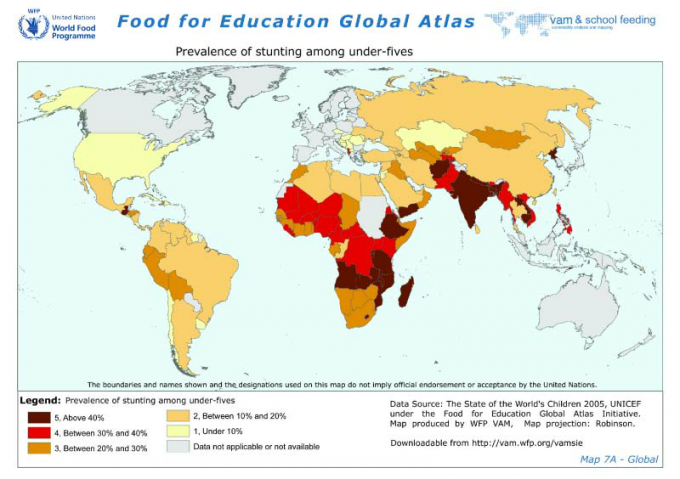 WFP
United Nations
World Food
Programme
Food for Education Global Atlas
vam & school feeding
vulnerability analysis and mapping
Prevalence of stunting among under-fives
The boundaries and names shown and the designations used on this map do not imply official endorsement or acceptance by the United Nations.
Legend: Prevalence of stunting among under-fives
5, Above 40%
4, Between 30% and 40%
3, Between 20% and 30%
2, Between 10% and 20%
1, Under 10%
Data not applicable or not available
Data Source: The State of the World's Children 2005, UNICEF
under the Food for Education Global Atlas Initiative.
Map produced by WFP VAM, Map projection: Robinson.
Downloadable from http://vam.wfp.org/vamsie
Map 7A - Global